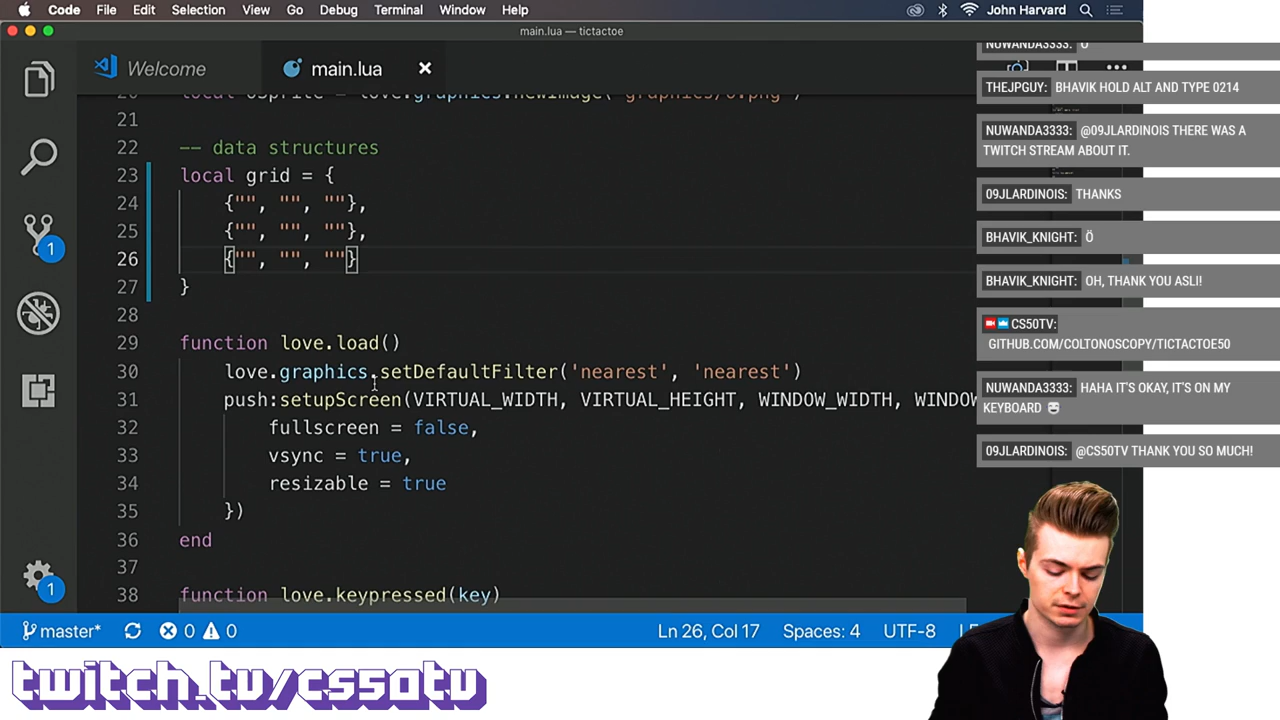 Code File Edit Selection View Go Debug Terminal Window Help John Harvard
main.lua — tictactoe
Welcome main.lua
21
22 -- data structures
23 local grid = {
24 {"", "", ""},
25 {"", "", ""},
26 {"", "", ""}
27 }
28
29 function love.load()
30 love.graphics.setDefaultFilter('nearest', 'nearest')
31 push:setupScreen(VIRTUAL_WIDTH, VIRTUAL_HEIGHT, WINDOW_WIDTH, WINDOW
32 fullscreen = false,
33 vsync = true,
34 resizable = true
35 })
36 end
37
38 function love.keypressed(key)
1
1
master* 0 0 Ln 26, Col 17 Spaces: 4 UTF-8
NUWANDA3333:
THEJPGUY: BHAVIK HOLD ALT AND TYPE 0214
NUWANDA3333: @09JLARDINOIS THERE WAS A
TWITCH STREAM ABOUT IT.
09JLARDINOIS: THANKS
BHAVIK_KNIGHT: Ö
BHAVIK_KNIGHT: OH, THANK YOU ASLI!
CS50TV:
GITHUB.COM/COLTONOSCOPY/TICTACTOE50
NUWANDA3333: HAHA IT'S OKAY, IT'S ON MY
KEYBOARD
09JLARDINOIS: @CS50TV THANK YOU SO MUCH!
twitch.tv/cs50tv